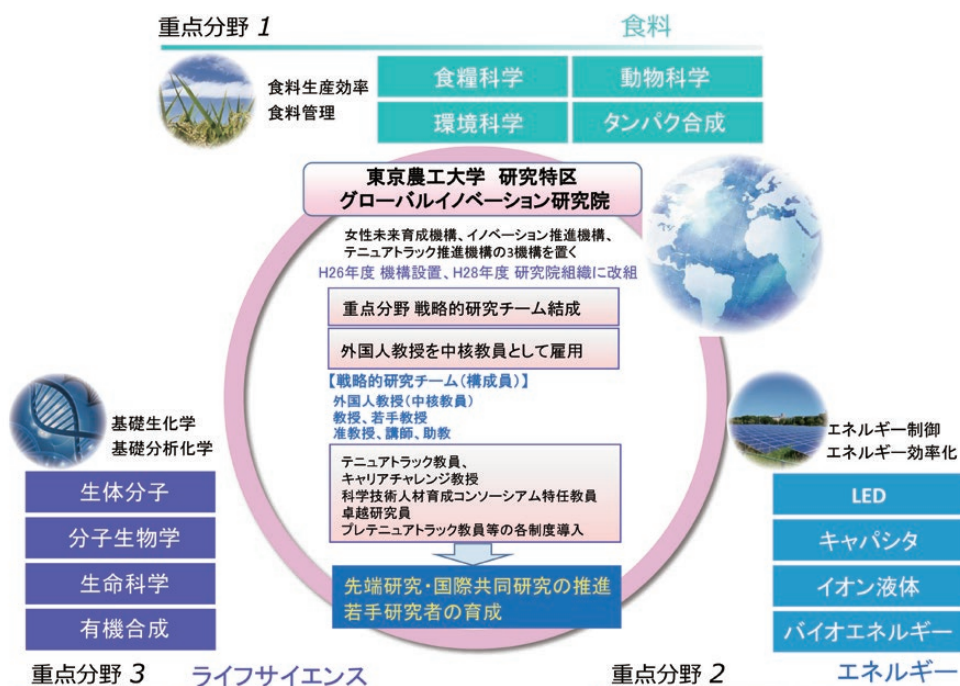 重点分野 1
食料
食料生産効率
食料管理
食糧科学
動物科学
環境科学
タンパク合成
東京農工大学 研究特区
グローバルイノベーション研究院
女性未来育成機構、イノベーション推進機構、
テニュアトラック推進機構の3機構を置く
H26年度 機構設置、H28年度 研究院組織に改組
重点分野 戦略的研究チーム結成
外国人教授を中核教員として雇用
【戦略的研究チーム(構成員)】
外国人教授(中核教員)
教授、若手教授
准教授、講師、助教
テニュアトラック教員、
キャリアチャレンジ教授
科学技術人材育成コンソーシアム特任教員
卓越研究員
プレテニュアトラック教員等の各制度導入
先端研究・国際共同研究の推進
若手研究者の育成
基礎生化学
基礎分析化学
生体分子
分子生物学
生命科学
有機合成
重点分野 3
ライフサイエンス
エネルギー制御
エネルギー効率化
LED
キャパシタ
イオン液体
バイオエネルギー
重点分野 2
エネルギー